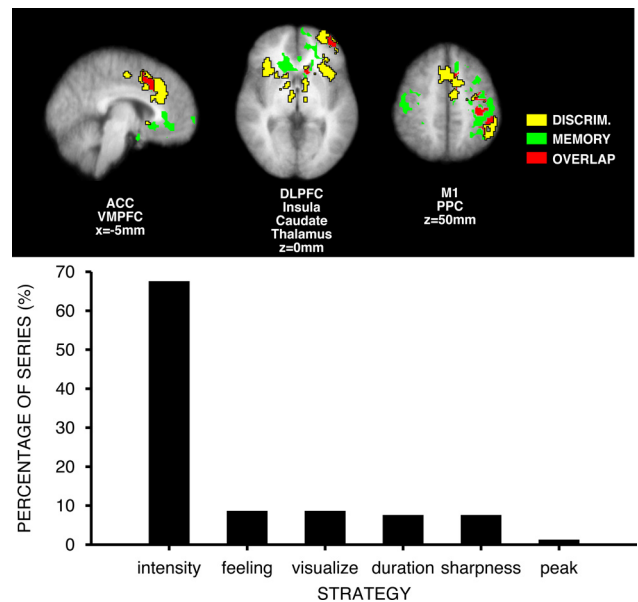 DISCRIM.
MEMORY
OVERLAP
ACC
VMPFC
x=-5mm
DLPFC
Insula
Caudate
Thalamus
z=0mm
M1
PPC
z=50mm
PERCENTAGE OF SERIES (%)
70
60
50
40
30
20
10
0
intensity feeling visualize duration sharpness peak
STRATEGY